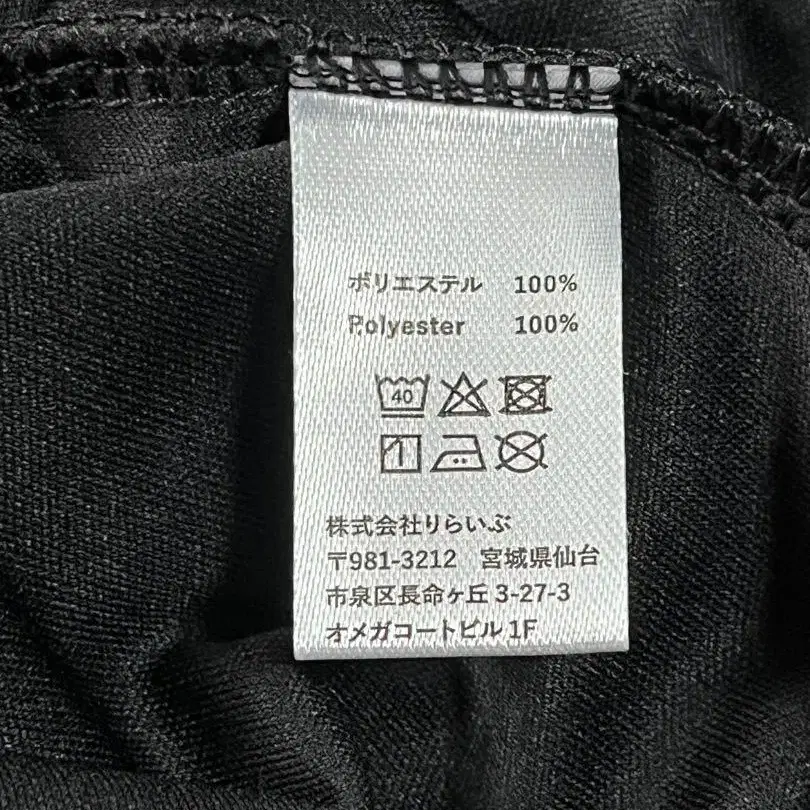 ポリエステル 100%
Polyester 100%
40
株式会社りらいぶ
〒981-3212 宮城県仙台
市泉区長命ヶ丘 3-27-3
オメガコートビル 1F